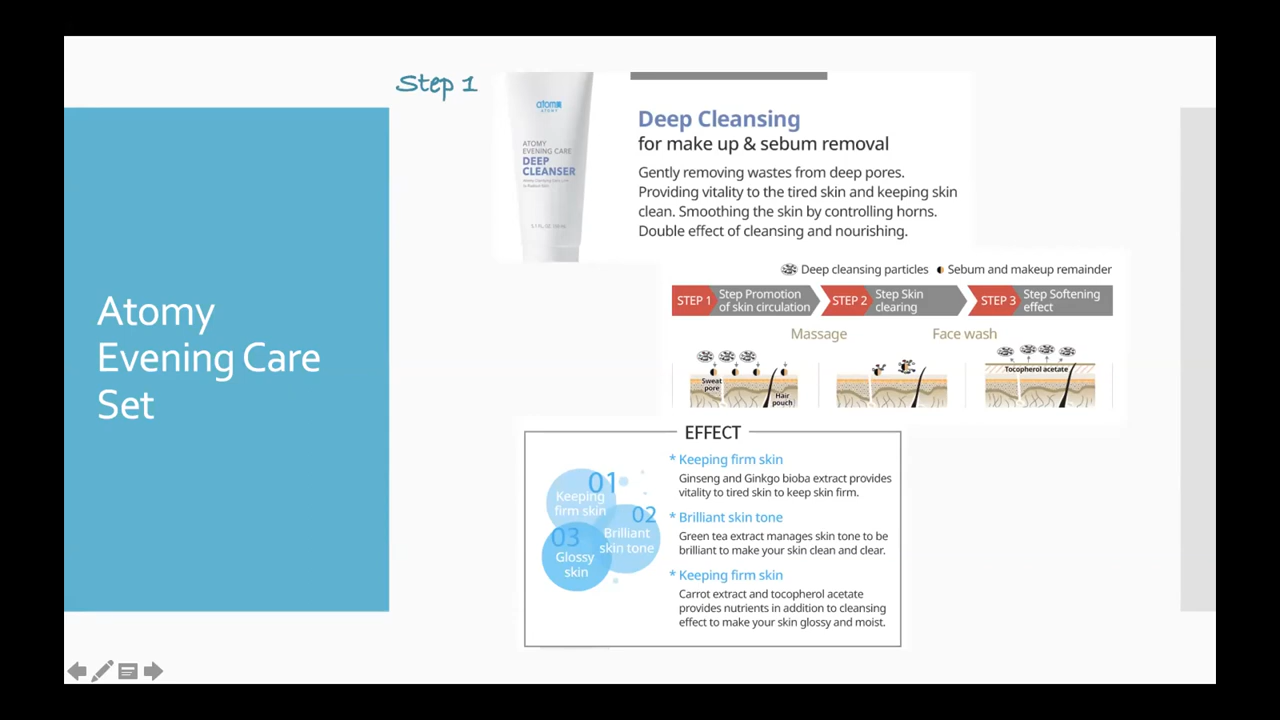 Step 1
Atomy
Evening Care
Set
atom
ATOMY
ATOMY
EVENING CARE
DEEP
CLEANSER
Deep Cleansing
for make up & sebum removal
Gently removing wastes from deep pores.
Providing vitality to the tired skin and keeping skin
clean. Smoothing the skin by controlling horns.
Double effect of cleansing and nourishing.
Deep cleansing particles Sebum and makeup remainder
STEP 1 Step Promotion
of skin circulation
STEP 2 Step Skin
clearing
STEP 3 Step Softening
effect
Massage Face wash
Sweat
pore
Hair
pouch
Tocopherol acetate
EFFECT
01
Keeping
firm skin
02
Brilliant
skin tone
03
Glossy
skin
* Keeping firm skin
Ginseng and Ginkgo bioba extract provides
vitality to tired skin to keep skin firm.
* Brilliant skin tone
Green tea extract manages skin tone to be
brilliant to make your skin clean and clear.
* Keeping firm skin
Carrot extract and tocopherol acetate
provides nutrients in addition to cleansing
effect to make your skin glossy and moist.